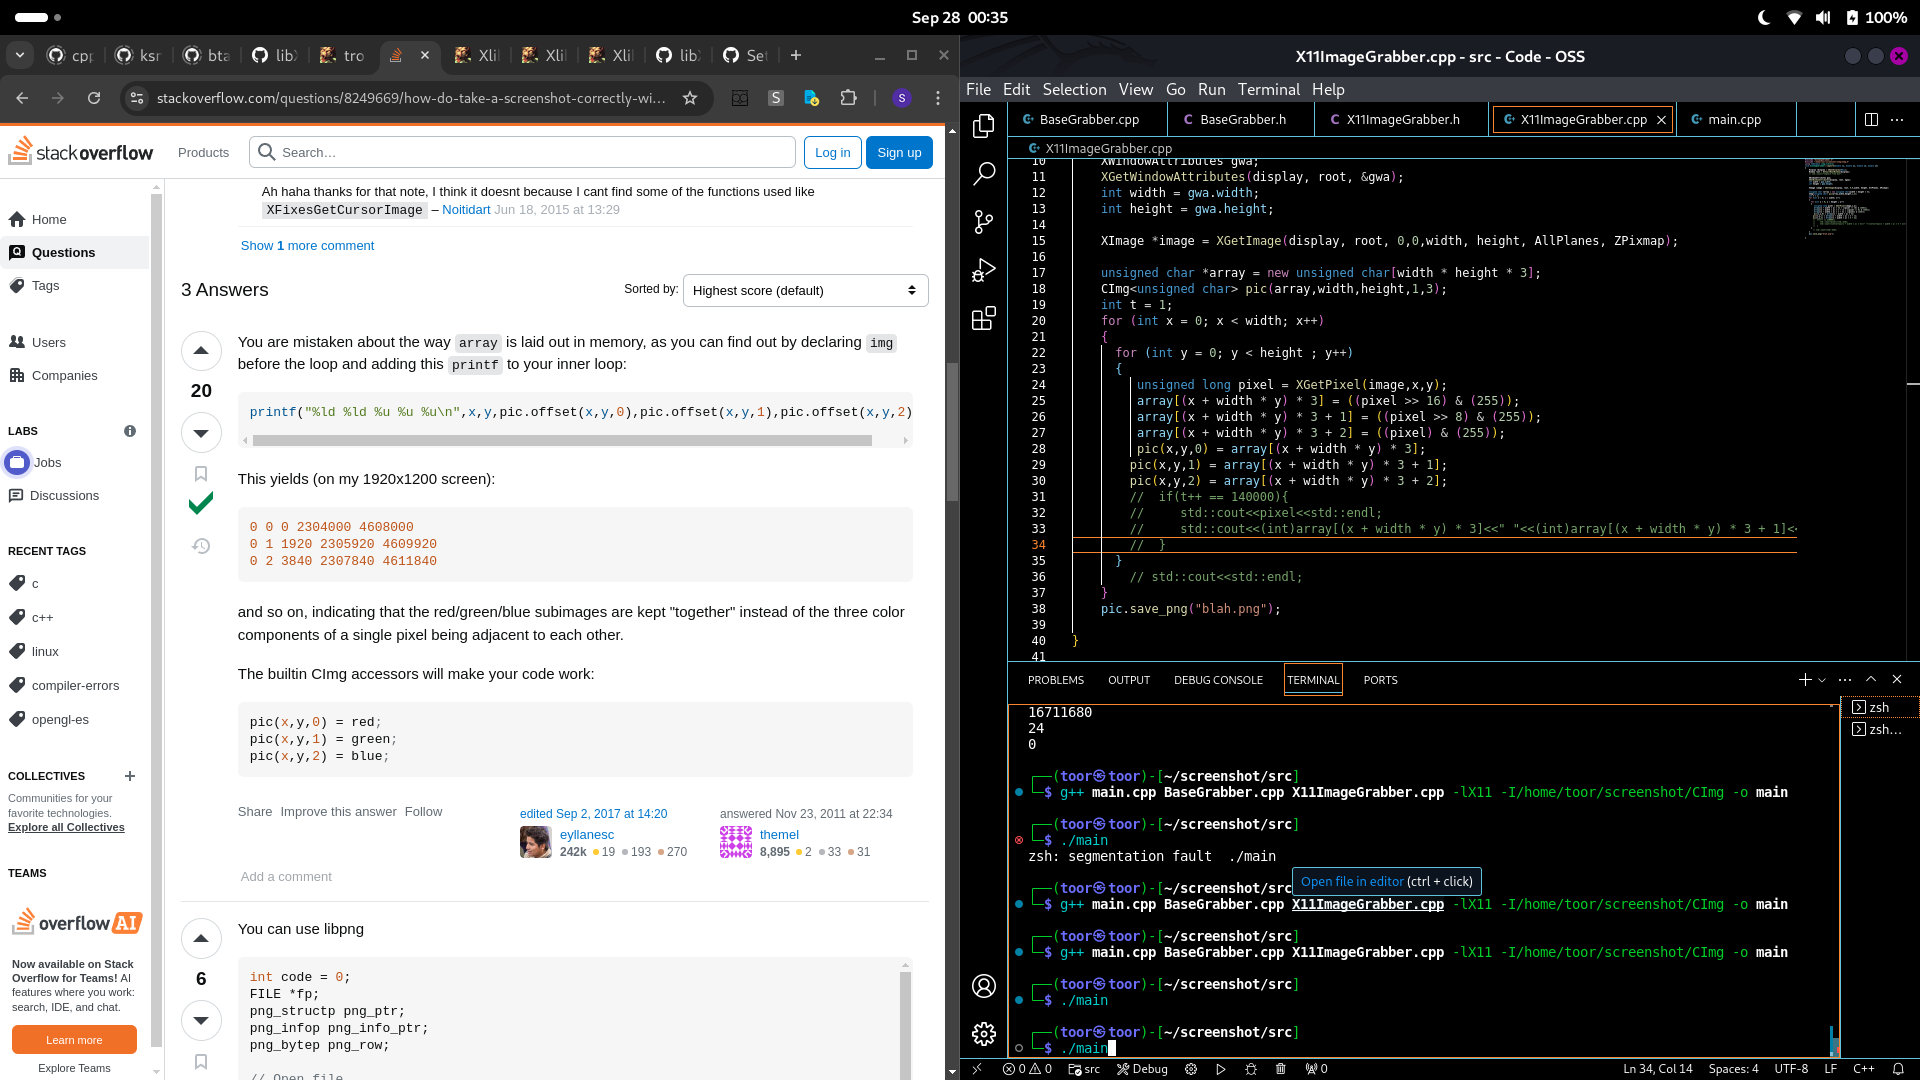 Sep 28  00:35
100%
cpp
ksr
bta
libX
tro
Xli
Xli
Xli
lib
Se
stackoverflow.com/questions/8249669/how-do-take-a-screenshot-correctly-wi...
S
S
stackoverflow
Products
Search…
Log in
Sign up
Home
Questions
Tags
Users
Companies
LABS
Jobs
Discussions
RECENT TAGS
c
c++
linux
compiler-errors
opengl-es
COLLECTIVES
Communities for your
favorite technologies.
Explore all Collectives
TEAMS
overflow AI
Now available on Stack
Overflow for Teams! AI
features where you work:
search, IDE, and chat.
Learn more
Explore Teams
Ah haha thanks for that note, I think it doesnt because I cant find some of the functions used like
XFixesGetCursorImage – Noitidart Jun 18, 2015 at 13:29
Show 1 more comment
3 Answers
Sorted by:
Highest score (default)
20
You are mistaken about the way array is laid out in memory, as you can find out by declaring img
before the loop and adding this printf to your inner loop:
printf("%ld %ld %u %u %u\n",x,y,pic.offset(x,y,0),pic.offset(x,y,1),pic.offset(x,y,2)
This yields (on my 1920x1200 screen):
0 0 0 2304000 4608000
0 1 1920 2305920 4609920
0 2 3840 2307840 4611840
and so on, indicating that the red/green/blue subimages are kept "together" instead of the three color
components of a single pixel being adjacent to each other.
The builtin CImg accessors will make your code work:
pic(x,y,0) = red;
pic(x,y,1) = green;
pic(x,y,2) = blue;
Share  Improve this answer  Follow
edited Sep 2, 2017 at 14:20
eyllanesc
242k 19 193 270
answered Nov 23, 2011 at 22:34
themel
8,895 2 33 31
Add a comment
6
You can use libpng
int code = 0;
FILE *fp;
png_structp png_ptr;
png_infop png_info_ptr;
png_bytep png_row;
// Open file
X11ImageGrabber.cpp - src - Code - OSS
File Edit Selection View Go Run Terminal Help
BaseGrabber.cpp
BaseGrabber.h
X11ImageGrabber.h
X11ImageGrabber.cpp
main.cpp
X11ImageGrabber.cpp
10 XWindowAttributes gwa;
11 XGetWindowAttributes(display, root, &gwa);
12 int width = gwa.width;
13 int height = gwa.height;
14
15 XImage *image = XGetImage(display, root, 0,0,width, height, AllPlanes, ZPixmap);
16
17 unsigned char *array = new unsigned char[width * height * 3];
18 CImg<unsigned char> pic(array,width,height,1,3);
19 int t = 1;
20 for (int x = 0; x < width; x++)
21 {
22 for (int y = 0; y < height ; y++)
23 {
24 unsigned long pixel = XGetPixel(image,x,y);
25 array[(x + width * y) * 3] = ((pixel >> 16) & (255));
26 array[(x + width * y) * 3 + 1] = ((pixel >> 8) & (255));
27 array[(x + width * y) * 3 + 2] = ((pixel) & (255));
28 pic(x,y,0) = array[(x + width * y) * 3];
29 pic(x,y,1) = array[(x + width * y) * 3 + 1];
30 pic(x,y,2) = array[(x + width * y) * 3 + 2];
31 //  if(t++ == 140000){
32 //     std::cout<<pixel<<std::endl;
33 //     std::cout<<(int)array[(x + width * y) * 3]<<" "<<(int)array[(x + width * y) * 3 + 1]<<
34 //  }
35 }
36 // std::cout<<std::endl;
37 }
38 pic.save_png("blah.png");
39
40 }
41
PROBLEMS OUTPUT DEBUG CONSOLE TERMINAL PORTS
zsh
zsh...
16711680
24
0
┌──(toor㉿toor)-[~/screenshot/src]
└─$ g++ main.cpp BaseGrabber.cpp X11ImageGrabber.cpp -lX11 -I/home/toor/screenshot/CImg -o main
┌──(toor㉿toor)-[~/screenshot/src]
└─$ ./main
zsh: segmentation fault  ./main
Open file in editor (ctrl + click)
┌──(toor㉿toor)-[~/screenshot/src]
└─$ g++ main.cpp BaseGrabber.cpp X11ImageGrabber.cpp -lX11 -I/home/toor/screenshot/CImg -o main
┌──(toor㉿toor)-[~/screenshot/src]
└─$ g++ main.cpp BaseGrabber.cpp X11ImageGrabber.cpp -lX11 -I/home/toor/screenshot/CImg -o main
┌──(toor㉿toor)-[~/screenshot/src]
└─$ ./main
┌──(toor㉿toor)-[~/screenshot/src]
└─$ ./main
0 0 src Debug 0
Ln 34, Col 14 Spaces: 4 UTF-8 LF C++